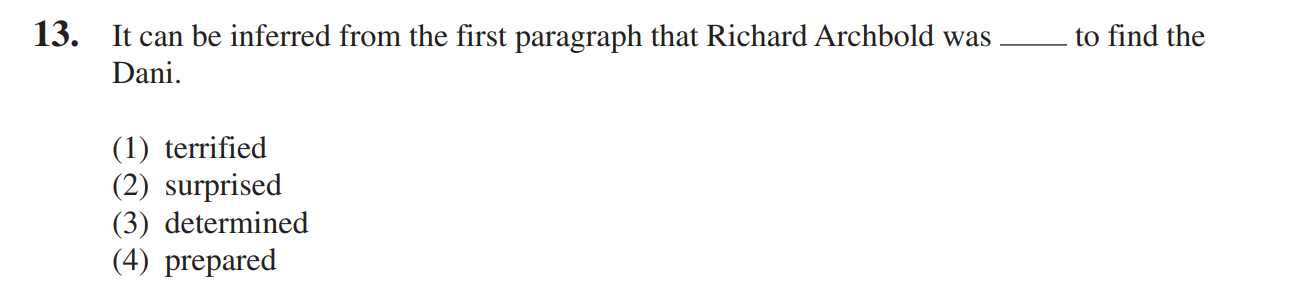 13. It can be inferred from the first paragraph that Richard Archbold was _____ to find the
Dani.
(1) terrified
(2) surprised
(3) determined
(4) prepared